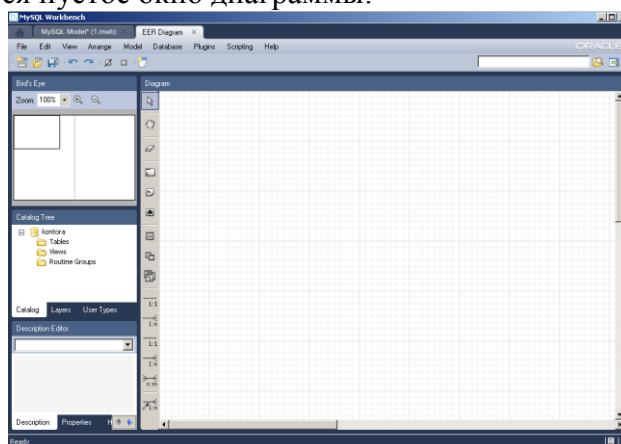 ся пустое окно диаграммы.
MySQL Workbench
MySQL Model* (1.mwb)
EER Diagram ×
File Edit View Arrange Model Database Plugins Scripting Help
ORACLE
Bird's Eye
Diagram
Zoom: 100%
Catalog Tree
kontora
Tables
Views
Routine Groups
Catalog Layers User Types
Description Editor
Description Properties H
1:1
1:n
1:1
1:n
n:m
1:n
Ready